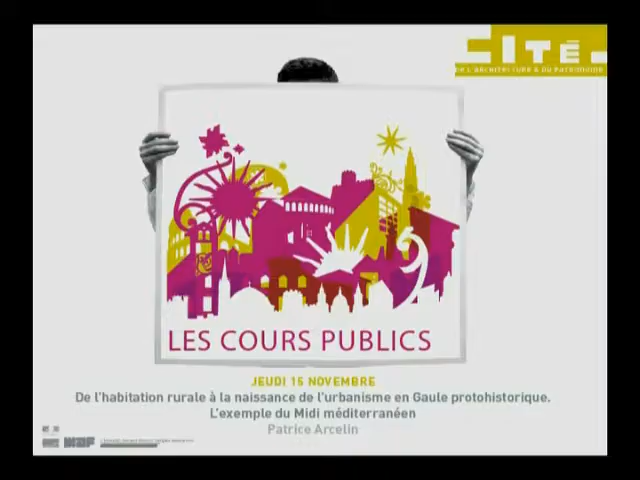 CITÉ
DE L'ARCHITECTURE & DU PATRIMOINE
LES COURS PUBLICS
JEUDI 15 NOVEMBRE
De l'habitation rurale à la naissance de l'urbanisme en Gaule protohistorique.
L'exemple du Midi méditerranéen
Patrice Arcelin